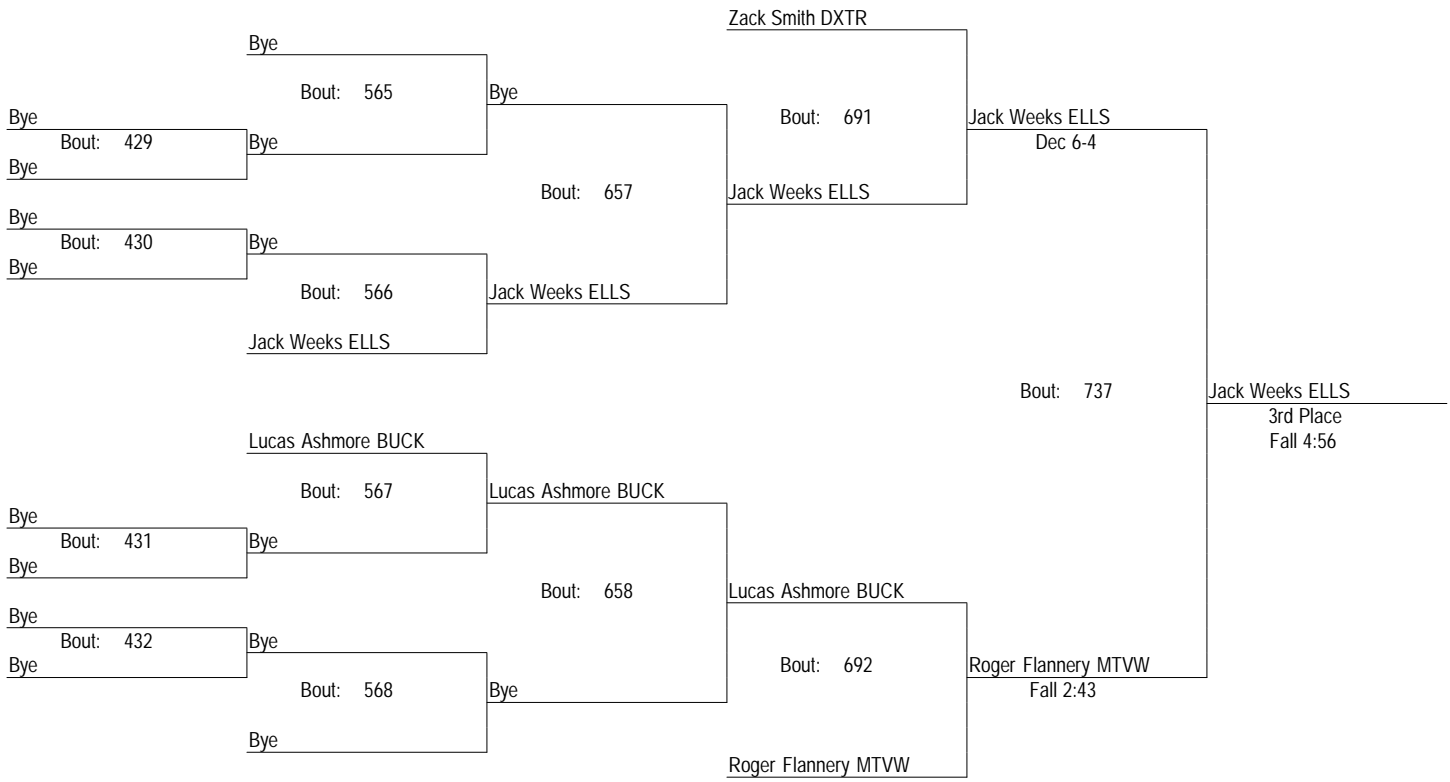 Zack Smith DXTR
Bye
Bout: 565
Bye
Bye
Bout: 691
Jack Weeks ELLS
Bout: 429
Bye
Dec 6-4
Bye
Bout: 657
Jack Weeks ELLS
Bye
Bout: 430
Bye
Bye
Bout: 566
Jack Weeks ELLS
Jack Weeks ELLS
Bout: 737
Jack Weeks ELLS
3rd Place
Fall 4:56
Lucas Ashmore BUCK
Bout: 567
Lucas Ashmore BUCK
Bye
Bout: 431
Bye
Bye
Bout: 658
Lucas Ashmore BUCK
Bye
Bout: 432
Bye
Bye
Bout: 692
Roger Flannery MTVW
Bout: 568
Bye
Fall 2:43
Bye
Roger Flannery MTVW